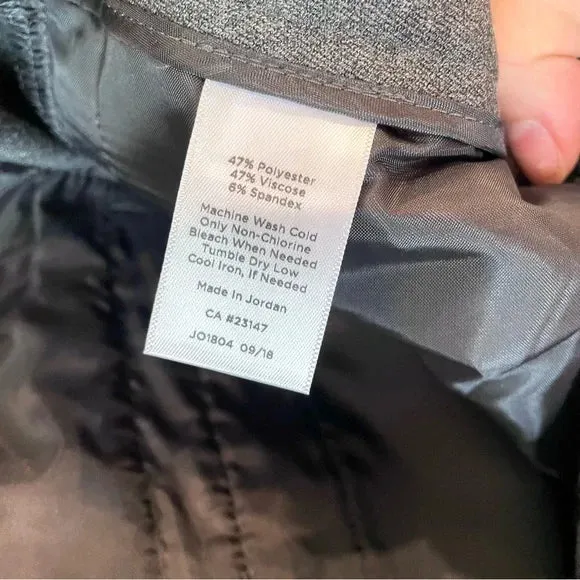 47% Polyester
47% Viscose
6% Spandex
Machine Wash Cold
Only Non-Chlorine
Bleach When Needed
Tumble Dry Low
Cool Iron, If Needed
Made In Jordan
CA #23147
JO1804 09/18